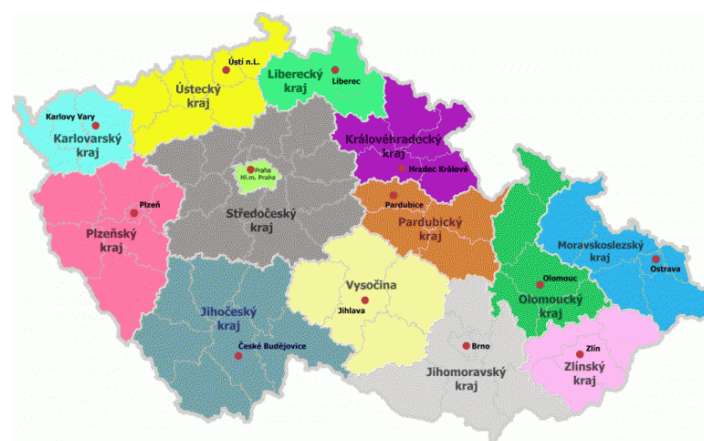 Ústí n.L.
Ústecký
kraj
Liberecký
kraj
Liberec
Karlovy Vary
Karlovarský
kraj
Královéhradecký
kraj
Hradec Králové
Praha
Hl.m. Praha
Plzeň
Plzeňský
kraj
Středočeský
kraj
Pardubice
Pardubický
kraj
Moravskoslezský
kraj
Ostrava
Vysočina
Jihlava
Olomouc
Olomoucký
kraj
Jihočeský
kraj
České Budějovice
Brno
Jihomoravský
kraj
Zlín
Zlínský
kraj